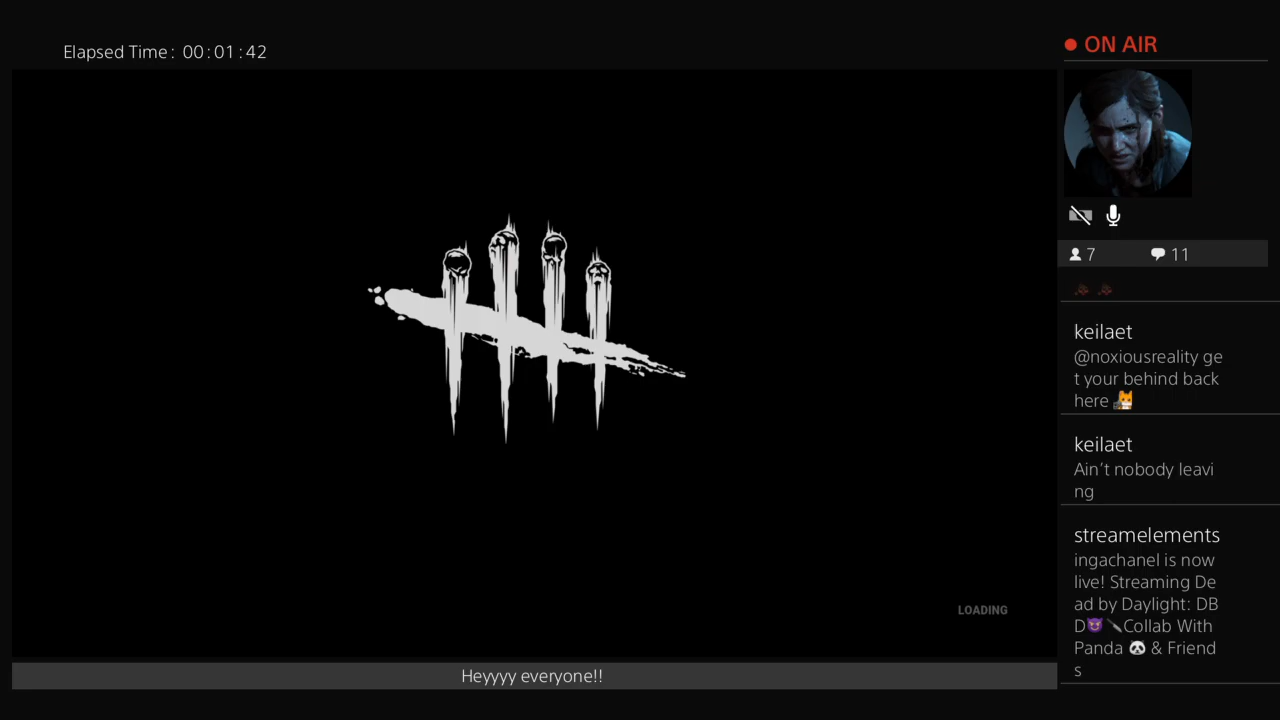 Elapsed Time: 00:01:42
ON AIR
7 11
keilaet
@noxiousreality ge
t your behind back
here 🐱
keilaet
Ain't nobody leavi
ng
streamelements
ingachanel is now
live! Streaming De
ad by Daylight: DB
D😈🔪Collab With
Panda 🐼 & Friend
s
LOADING
Heyyyy everyone!!